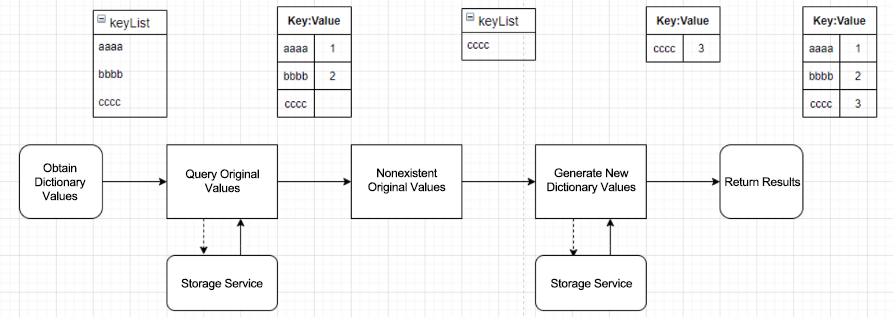 keyList
aaaa
bbbb
cccc
Key:Value
aaaa 1
bbbb 2
cccc
keyList
cccc
Key:Value
cccc 3
Key:Value
aaaa 1
bbbb 2
cccc 3
Obtain
Dictionary
Values
Query Original
Values
Nonexistent
Original Values
Generate New
Dictionary Values
Return Results
Storage Service
Storage Service